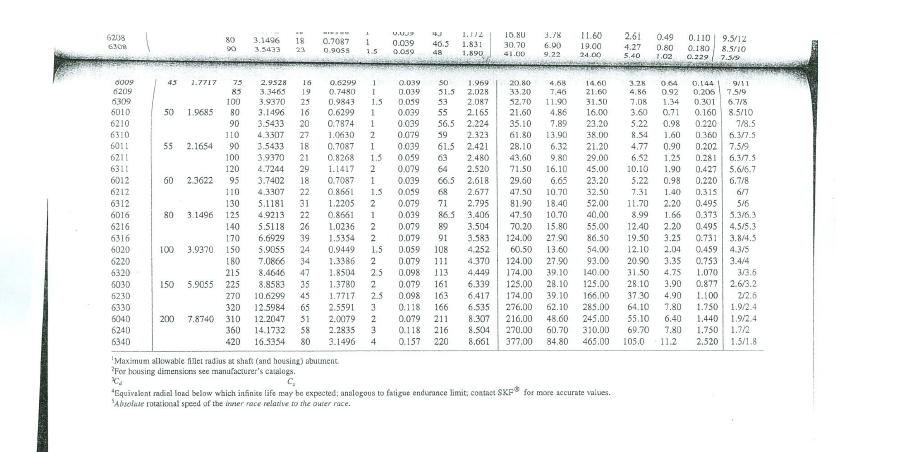 6208 80 3.1496 18 0.7087 1 0.039 1.772 16.80 3.78 11.60 2.61 0.49 0.110 9.5/12
6308 90 3.5433 23 0.9055 1.5 0.059 46.5 1.831 30.70 6.90 19.00 4.27 0.80 0.180 8.5/10
48 1.890 41.00 9.22 24.00 5.40 1.02 0.229 7.5/9
6009 45 1.7717 75 2.9528 16 0.6299 1 0.039 50 1.969 20.80 4.68 14.60 3.28 0.64 0.144 9/11
6209 85 3.3465 19 0.7480 1 0.039 51.5 2.028 33.20 7.46 21.60 4.86 0.92 0.206 7.5/9
6309 100 3.9370 25 0.9843 1.5 0.059 53 2.087 52.70 11.90 31.50 7.08 1.34 0.301 6.7/8
6010 50 1.9685 80 3.1496 16 0.6299 1 0.039 55 2.165 21.60 4.86 16.00 3.60 0.71 0.160 8.5/10
6210 90 3.5433 20 0.7874 1 0.039 56.5 2.224 35.10 7.89 23.20 5.22 0.98 0.220 7/8.5
6310 110 4.3307 27 1.0630 2 0.079 59 2.323 61.80 13.90 38.00 8.54 1.60 0.360 6.3/7.5
6011 55 2.1654 90 3.5433 18 0.7087 1 0.039 61.5 2.421 28.10 6.32 21.20 4.77 0.90 0.202 7.5/9
6211 100 3.9370 21 0.8268 1.5 0.059 63 2.480 43.60 9.80 29.00 6.52 1.25 0.281 6.3/7.5
6311 120 4.7244 29 1.1417 2 0.079 64 2.520 71.50 16.10 45.00 10.10 1.90 0.427 5.6/6.7
6012 60 2.3622 95 3.7402 18 0.7087 1 0.039 66.5 2.618 29.60 6.65 23.20 5.22 0.98 0.220 6.7/8
6212 110 4.3307 22 0.8661 1.5 0.059 68 2.677 47.50 10.70 32.50 7.31 1.40 0.315 6/7
6312 130 5.1181 31 1.2205 2 0.079 71 2.795 81.90 18.40 52.00 11.70 2.20 0.495 5/6
6016 80 3.1496 125 4.9213 22 0.8661 1 0.039 86.5 3.406 47.50 10.70 40.00 8.99 1.66 0.373 5.3/6.3
6216 140 5.5118 26 1.0236 2 0.079 89 3.504 70.20 15.80 55.00 12.40 2.20 0.495 4.5/5.3
6316 170 6.6929 39 1.5354 2 0.079 91 3.583 124.00 27.90 86.50 19.50 3.25 0.731 3.8/4.5
6020 100 3.9370 150 5.9055 24 0.9449 1.5 0.059 108 4.252 60.50 13.60 54.00 12.10 2.04 0.459 4.3/5
6220 180 7.0866 34 1.3386 2 0.079 111 4.370 124.00 27.90 93.00 20.90 3.35 0.753 3.4/4
6320 215 8.4646 47 1.8504 2.5 0.098 113 4.449 174.00 39.10 140.00 31.50 4.75 1.070 3/3.6
6030 150 5.9055 225 8.8583 35 1.3780 2 0.079 161 6.339 125.00 28.10 125.00 28.10 3.90 0.877 2.6/3.2
6230 270 10.6299 45 1.7717 2.5 0.098 163 6.417 174.00 39.10 166.00 37.30 4.90 1.100 2/2.6
6330 320 12.5984 65 2.5591 3 0.118 166 6.535 276.00 62.10 285.00 64.10 7.80 1.750 1.9/2.4
6040 200 7.8740 310 12.2047 51 2.0079 2 0.079 211 8.307 216.00 48.60 245.00 55.10 6.40 1.440 1.9/2.4
6240 360 14.1732 58 2.2835 3 0.118 216 8.504 270.00 60.70 310.00 69.70 7.80 1.750 1.7/2
6340 420 16.5354 80 3.1496 4 0.157 220 8.661 377.00 84.80 465.00 105.0 11.2 2.520 1.5/1.8
¹Maximum allowable fillet radius at shaft (and housing) abutment.
²For housing dimensions see manufacturer's catalogs.
³C_d C_s
⁴Equivalent radial load below which infinite life may be expected; analogous to fatigue endurance limit; contact SKF® for more accurate values.
⁵Absolute rotational speed of the inner race relative to the outer race.